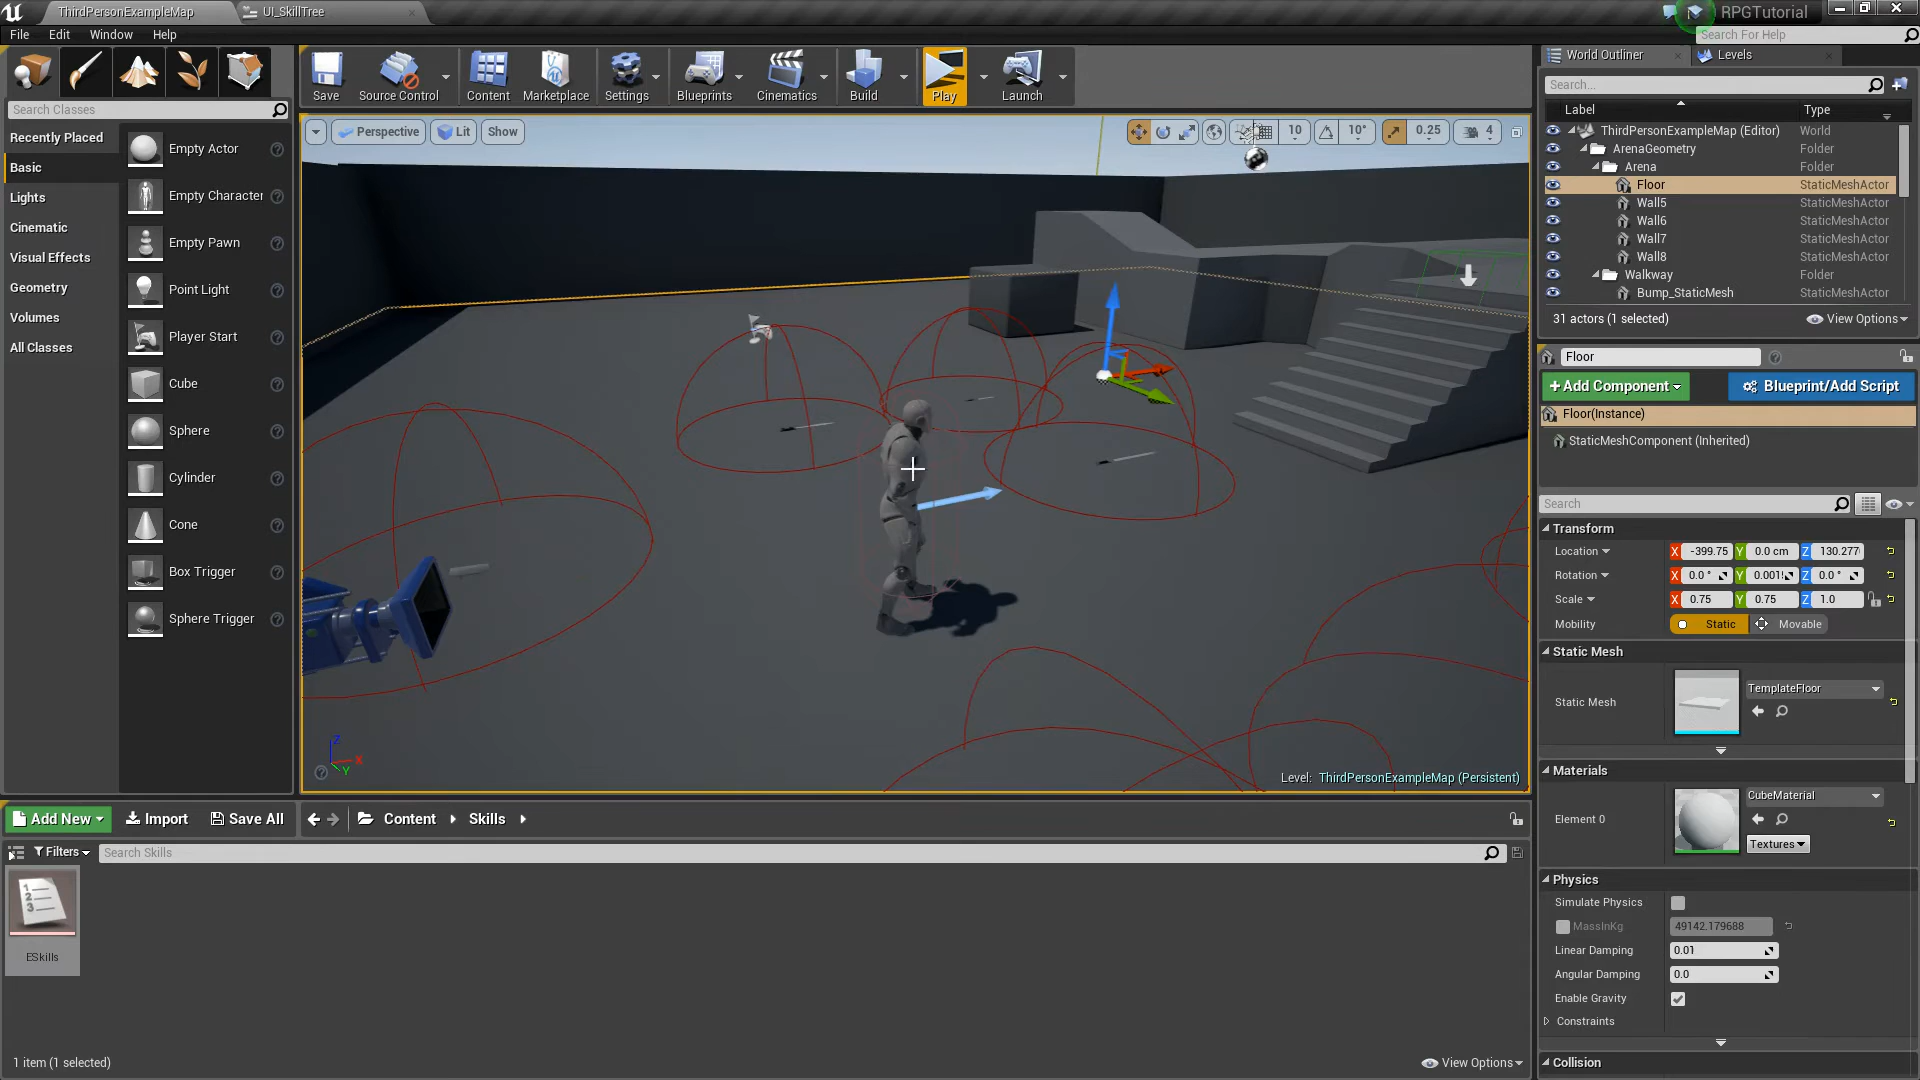 ThirdPersonExampleMap
UI_SkillTree
RPGTutorial
File
Edit
Window
Help
Search For Help
Search Classes
Recently Placed
Basic
Lights
Cinematic
Visual Effects
Geometry
Volumes
All Classes
Empty Actor
Empty Character
Empty Pawn
Point Light
Player Start
Cube
Sphere
Cylinder
Cone
Box Trigger
Sphere Trigger
Save
Source Control
Content
Marketplace
Settings
Blueprints
Cinematics
Build
Play
Launch
Perspective
Lit
Show
10
10°
0.25
4
Z
X
Y
Level: ThirdPersonExampleMap (Persistent)
World Outliner
Levels
Search...
Label
Type
ThirdPersonExampleMap (Editor) World
ArenaGeometry Folder
Arena Folder
Floor StaticMeshActor
Wall5 StaticMeshActor
Wall6 StaticMeshActor
Wall7 StaticMeshActor
Wall8 StaticMeshActor
Walkway Folder
Bump_StaticMesh StaticMeshActor
31 actors (1 selected)
View Options
Floor
+Add Component
Blueprint/Add Script
Floor(Instance)
StaticMeshComponent (Inherited)
Search
Transform
Location X -399.75 Y 0.0 cm Z 130.277
Rotation X 0.0 ° Y 0.001 Z 0.0 °
Scale X 0.75 Y 0.75 Z 1.0
Mobility Static Movable
Static Mesh
Static Mesh TemplateFloor
Materials
Element 0 CubeMaterial
Textures
Physics
Simulate Physics
MassInKg 49142.179688
Linear Damping 0.01
Angular Damping 0.0
Enable Gravity
Constraints
Collision
Add New
Import
Save All
Content
Skills
Filters
Search Skills
1
2
3
ESkills
1 item (1 selected)
View Options